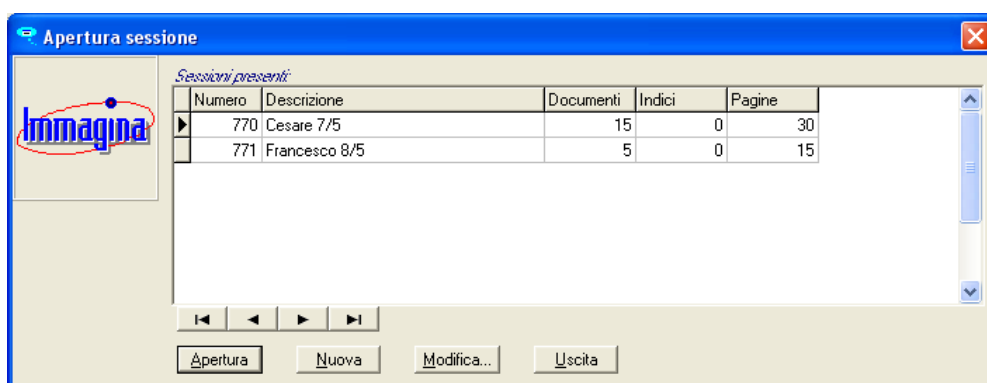 Apertura sessione
Immagina
Sessioni presenti:
Numero Descrizione Documenti Indici Pagine
770 Cesare 7/5 15 0 30
771 Francesco 8/5 5 0 15
Apertura Nuova Modifica... Uscita